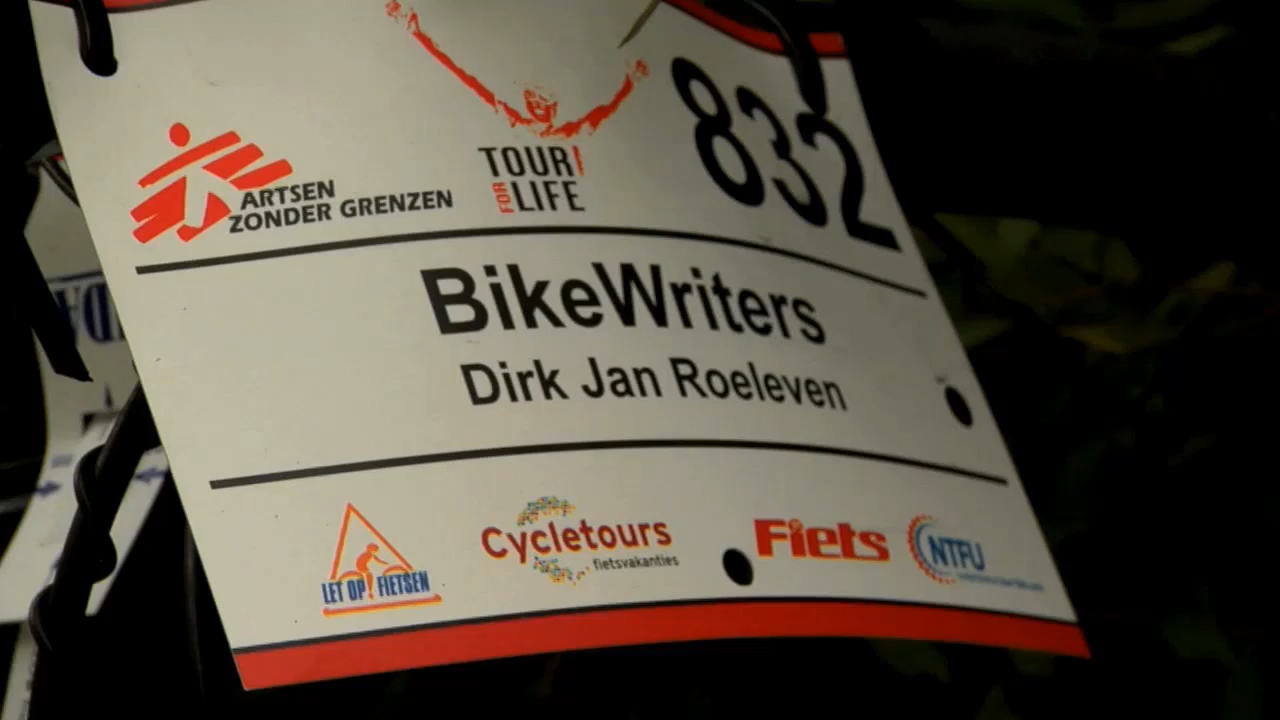 832
TOUR!
FOR LIFE
ARTSEN
ZONDER GRENZEN
BikeWriters
Dirk Jan Roeleven
LET OP! FIETSEN
Cycletours
fietsvakanties
Fiets
NTFU